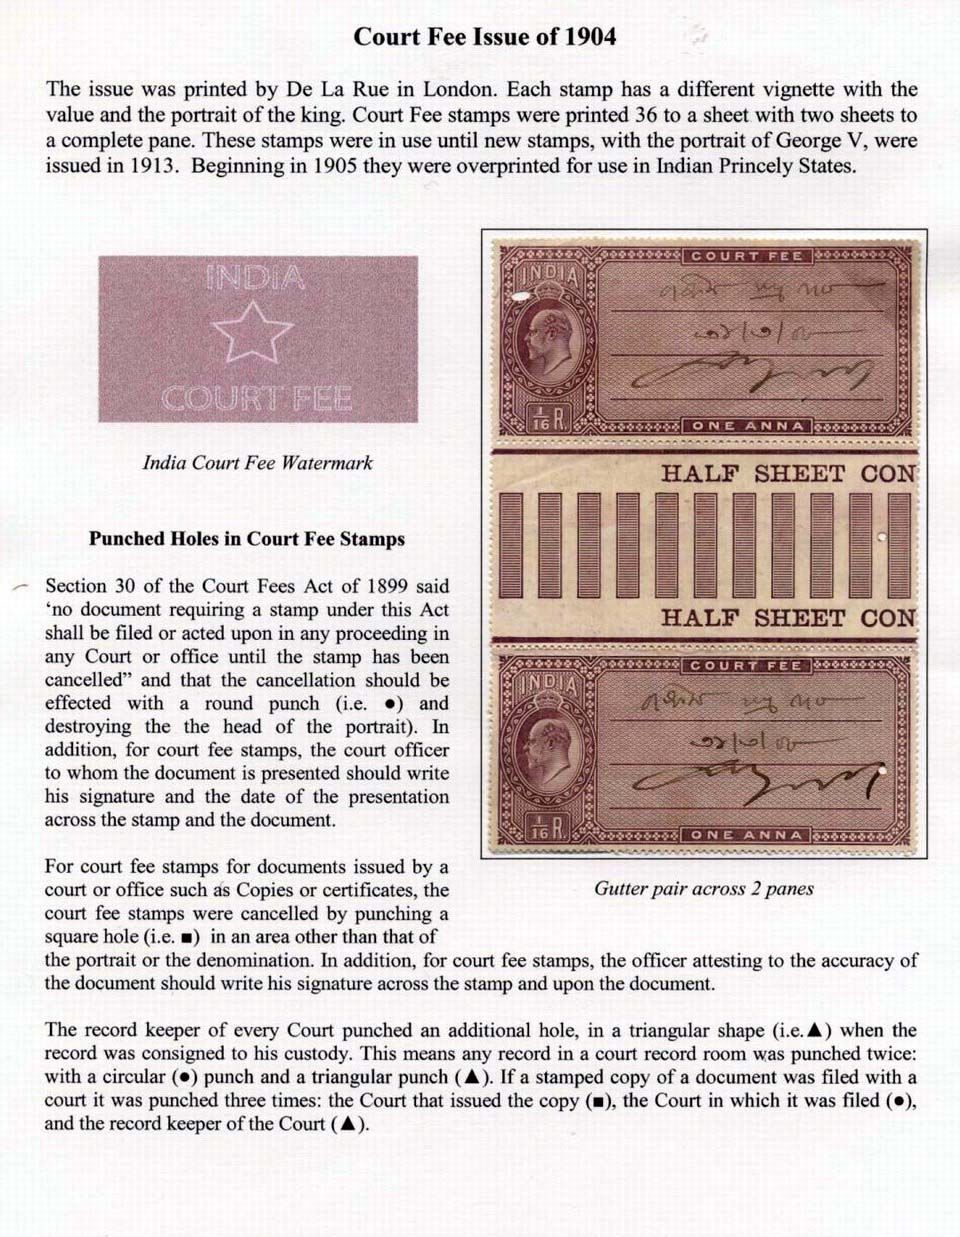 Court Fee Issue of 1904
The issue was printed by De La Rue in London. Each stamp has a different vignette with the
value and the portrait of the king. Court Fee stamps were printed 36 to a sheet with two sheets to
a complete pane. These stamps were in use until new stamps, with the portrait of George V, were
issued in 1913. Beginning in 1905 they were overprinted for use in Indian Princely States.
INDIA
COURT FEE
India Court Fee Watermark
Punched Holes in Court Fee Stamps
Section 30 of the Court Fees Act of 1899 said
‘no document requiring a stamp under this Act
shall be filed or acted upon in any proceeding in
any Court or office until the stamp has been
cancelled” and that the cancellation should be
effected with a round punch (i.e. ●) and
destroying the the head of the portrait). In
addition, for court fee stamps, the court officer
to whom the document is presented should write
his signature and the date of the presentation
across the stamp and the document.
For court fee stamps for documents issued by a
court or office such as Copies or certificates, the
court fee stamps were cancelled by punching a
square hole (i.e. ■) in an area other than that of
the portrait or the denomination. In addition, for court fee stamps, the officer attesting to the accuracy of
the document should write his signature across the stamp and upon the document.
COURT FEE
INDIA
1/16 R.
ONE ANNA
HALF SHEET CON
HALF SHEET CON
COURT FEE
INDIA
1/16 R.
ONE ANNA
Gutter pair across 2 panes
The record keeper of every Court punched an additional hole, in a triangular shape (i.e.▲) when the
record was consigned to his custody. This means any record in a court record room was punched twice:
with a circular (●) punch and a triangular punch (▲). If a stamped copy of a document was filed with a
court it was punched three times: the Court that issued the copy (■), the Court in which it was filed (●),
and the record keeper of the Court (▲).